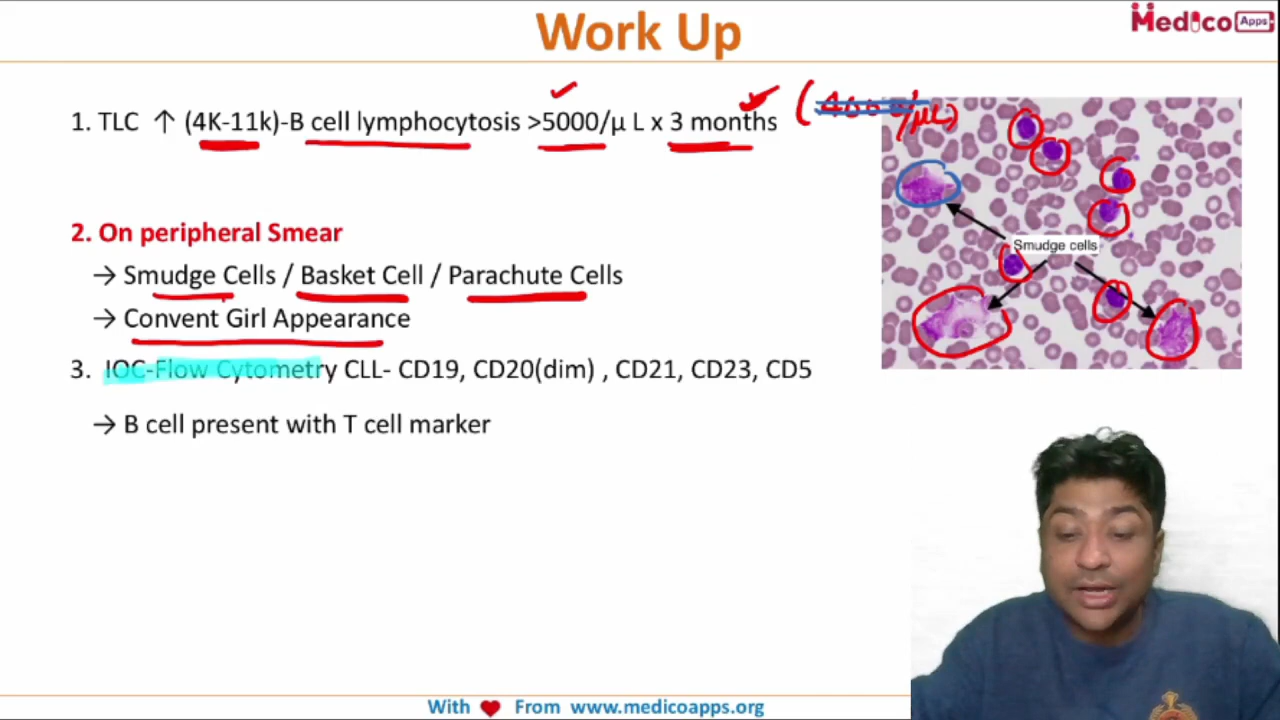 Work Up
Medico Apps
1. TLC ↑ (4K-11k)-B cell lymphocytosis >5000/µ L x 3 months
/µL)
2. On peripheral Smear
→ Smudge Cells / Basket Cell / Parachute Cells
→ Convent Girl Appearance
Smudge cells
3. IOC-Flow Cytometry CLL- CD19, CD20(dim) , CD21, CD23, CD5
→ B cell present with T cell marker
With ❤ From www.medicoapps.org